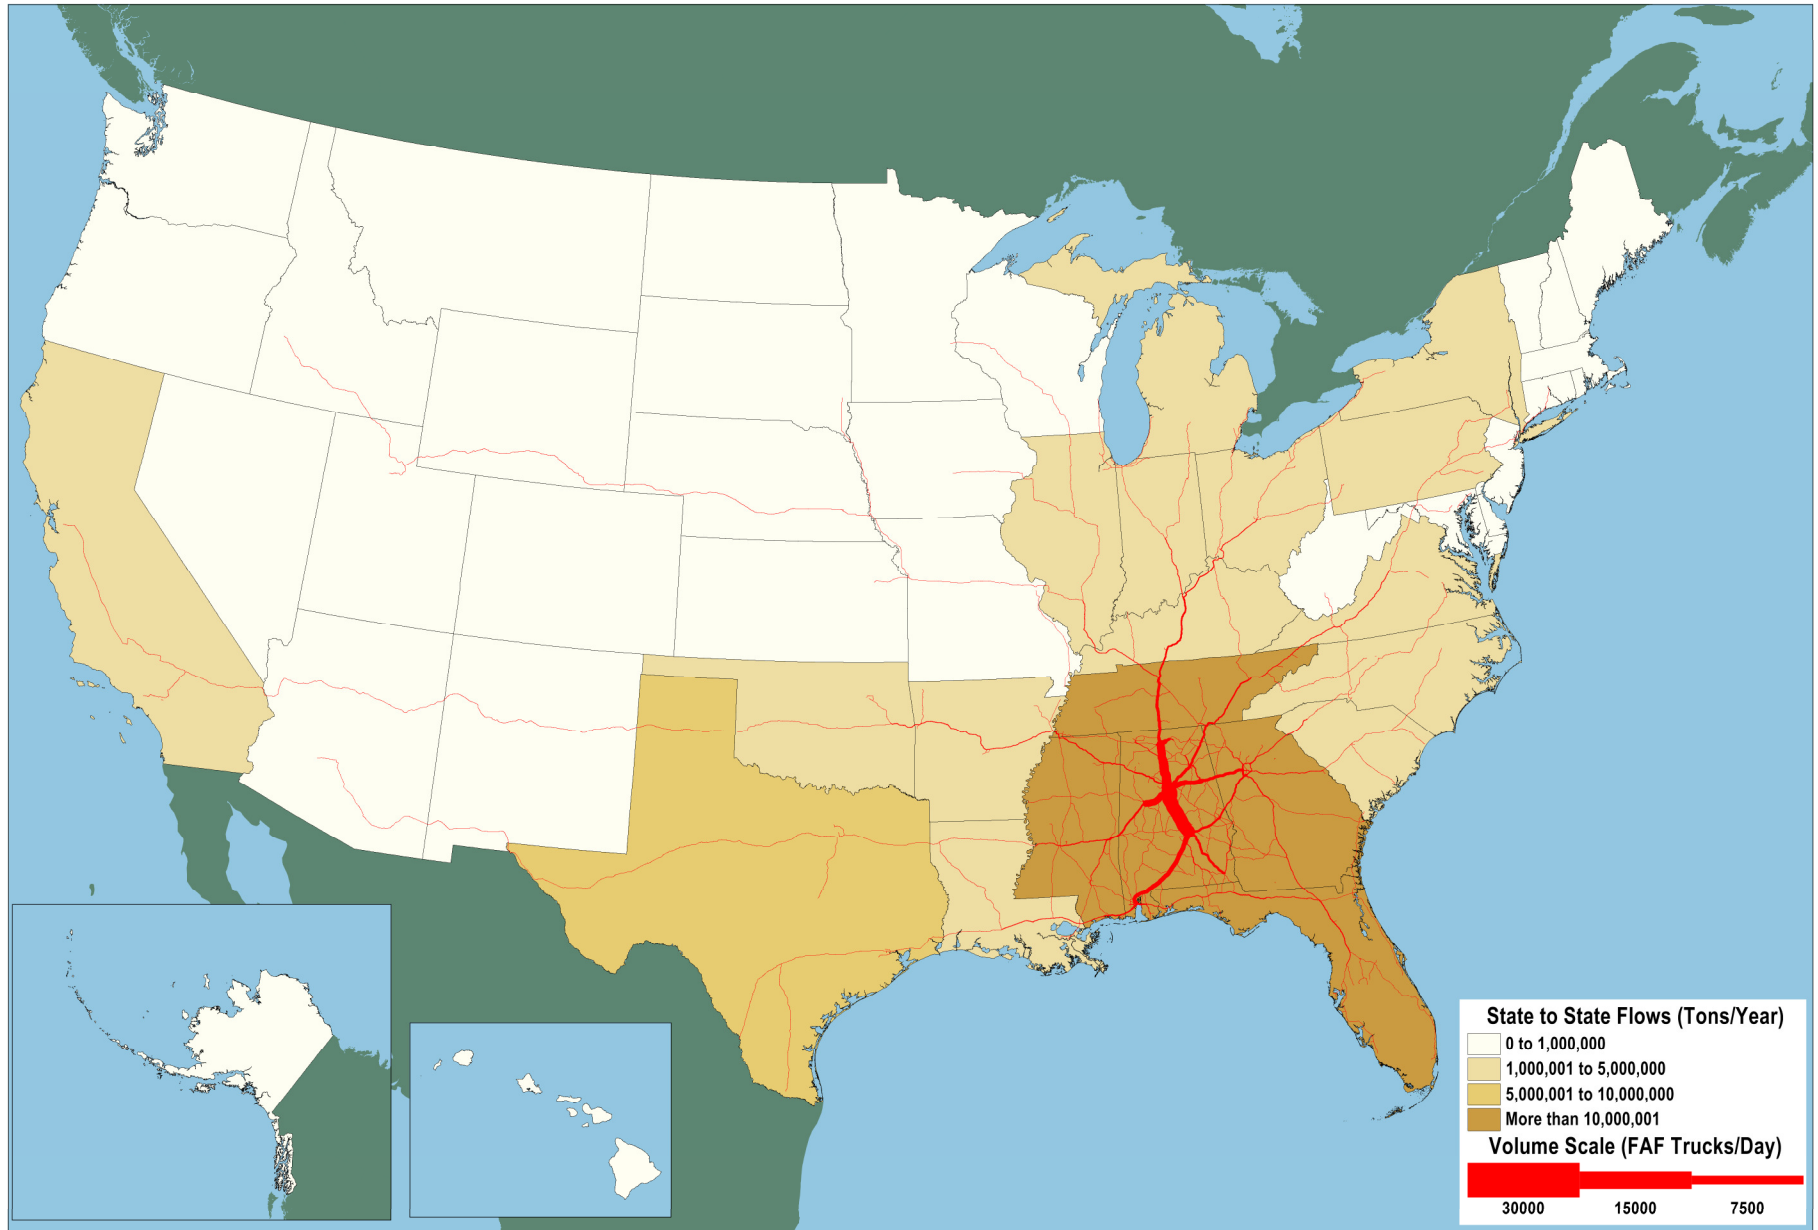 State to State Flows (Tons/Year)
0 to 1,000,000
1,000,001 to 5,000,000
5,000,001 to 10,000,000
More than 10,000,001
Volume Scale (FAF Trucks/Day)
30000 15000 7500